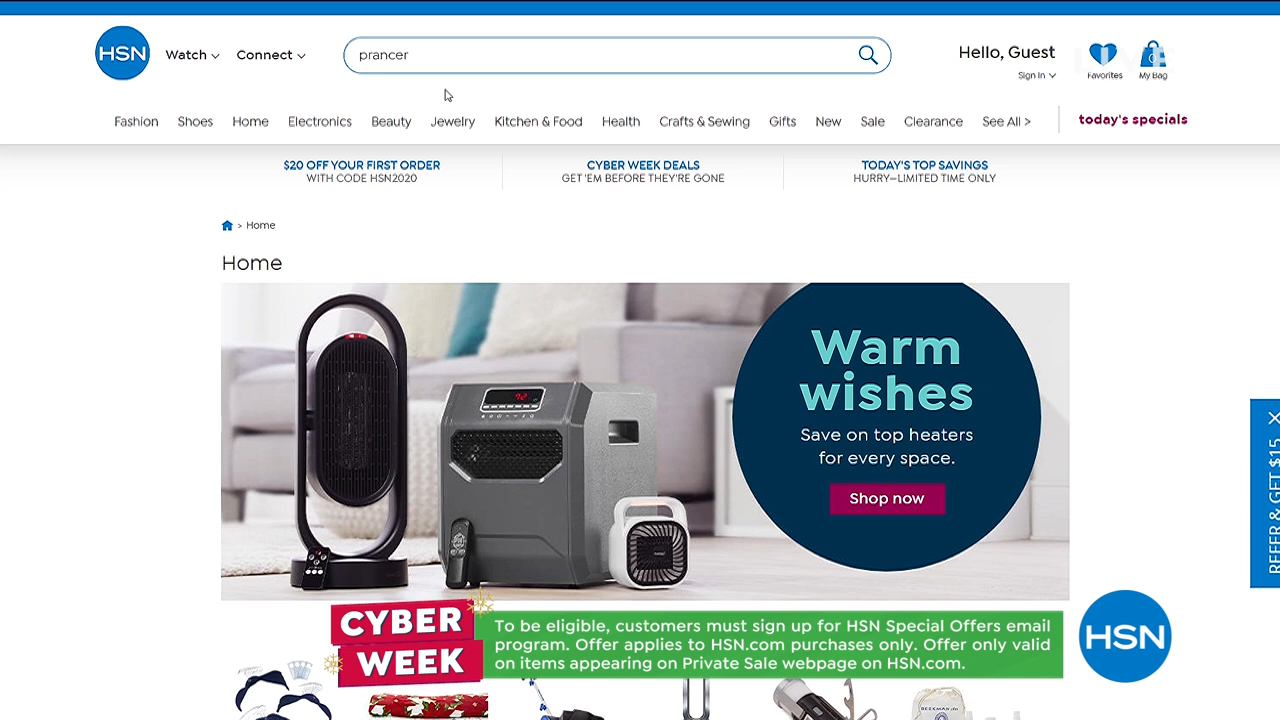 HSN
Watch
Connect
prancer
Hello, Guest
Sign In
LIVE
Favorites
0
My Bag
Fashion
Shoes
Home
Electronics
Beauty
Jewelry
Kitchen & Food
Health
Crafts & Sewing
Gifts
New
Sale
Clearance
See All >
today's specials
$20 OFF YOUR FIRST ORDER
WITH CODE HSN2020
CYBER WEEK DEALS
GET 'EM BEFORE THEY'RE GONE
TODAY'S TOP SAVINGS
HURRY—LIMITED TIME ONLY
> Home
Home
Warm
wishes
Save on top heaters
for every space.
Shop now
92
REFER & GET $15 X
CYBER
WEEK
To be eligible, customers must sign up for HSN Special Offers email
program. Offer applies to HSN.com purchases only. Offer only valid
on items appearing on Private Sale webpage on HSN.com.
HSN
BEEKMAN